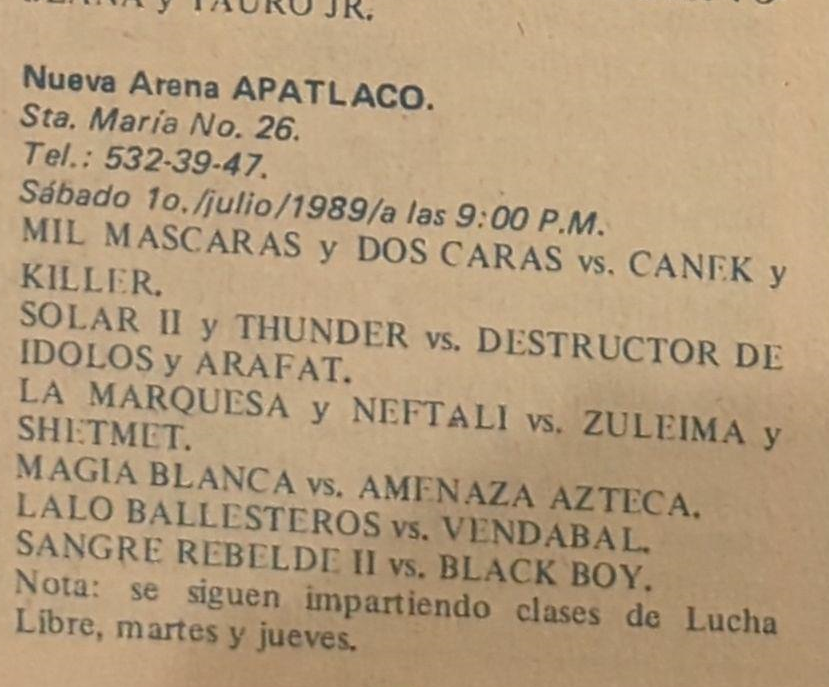 y TAURO JR.
Nueva Arena APATLACO.
Sta. María No. 26.
Tel.: 532-39-47.
Sábado 1o./julio/1989/a las 9:00 P.M.
MIL MASCARAS y DOS CARAS vs. CANEK y
KILLER.
SOLAR II y THUNDER vs. DESTRUCTOR DE
IDOLOS y ARAFAT.
LA MARQUESA y NEFTALI vs. ZULEIMA y
SHETMET.
MAGIA BLANCA vs. AMENAZA AZTECA.
LALO BALLESTEROS vs. VENDABAL.
SANGRE REBELDE II vs. BLACK BOY.
Nota: se siguen impartiendo clases de Lucha
Libre, martes y jueves.